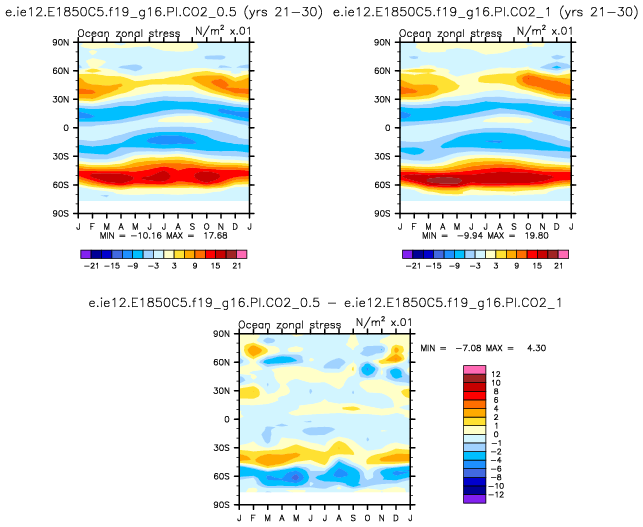 e.ie12.E1850C5.f19_g16.PI.CO2_0.5 (yrs 21-30) e.ie12.E1850C5.f19_g16.PI.CO2_1 (yrs 21-30)
Ocean zonal stress N/m² x.01 Ocean zonal stress N/m² x.01
90N 90N
60N 60N
30N 30N
0 0
30S 30S
60S 60S
90S 90S
J F M A M J J A S O N D J J F M A M J J A S O N D J
MIN = -10.16 MAX = 17.68 MIN = -9.94 MAX = 19.80
-21 -15 -9 -3 3 9 15 21 -21 -15 -9 -3 3 9 15 21
e.ie12.E1850C5.f19_g16.PI.CO2_0.5 - e.ie12.E1850C5.f19_g16.PI.CO2_1
Ocean zonal stress N/m² x.01
90N
60N
30N
0
30S
60S
90S
J F M A M J J A S O N D J
MIN = -7.08 MAX = 4.30
12
10
8
6
4
2
1
0
-1
-2
-4
-6
-8
-10
-12